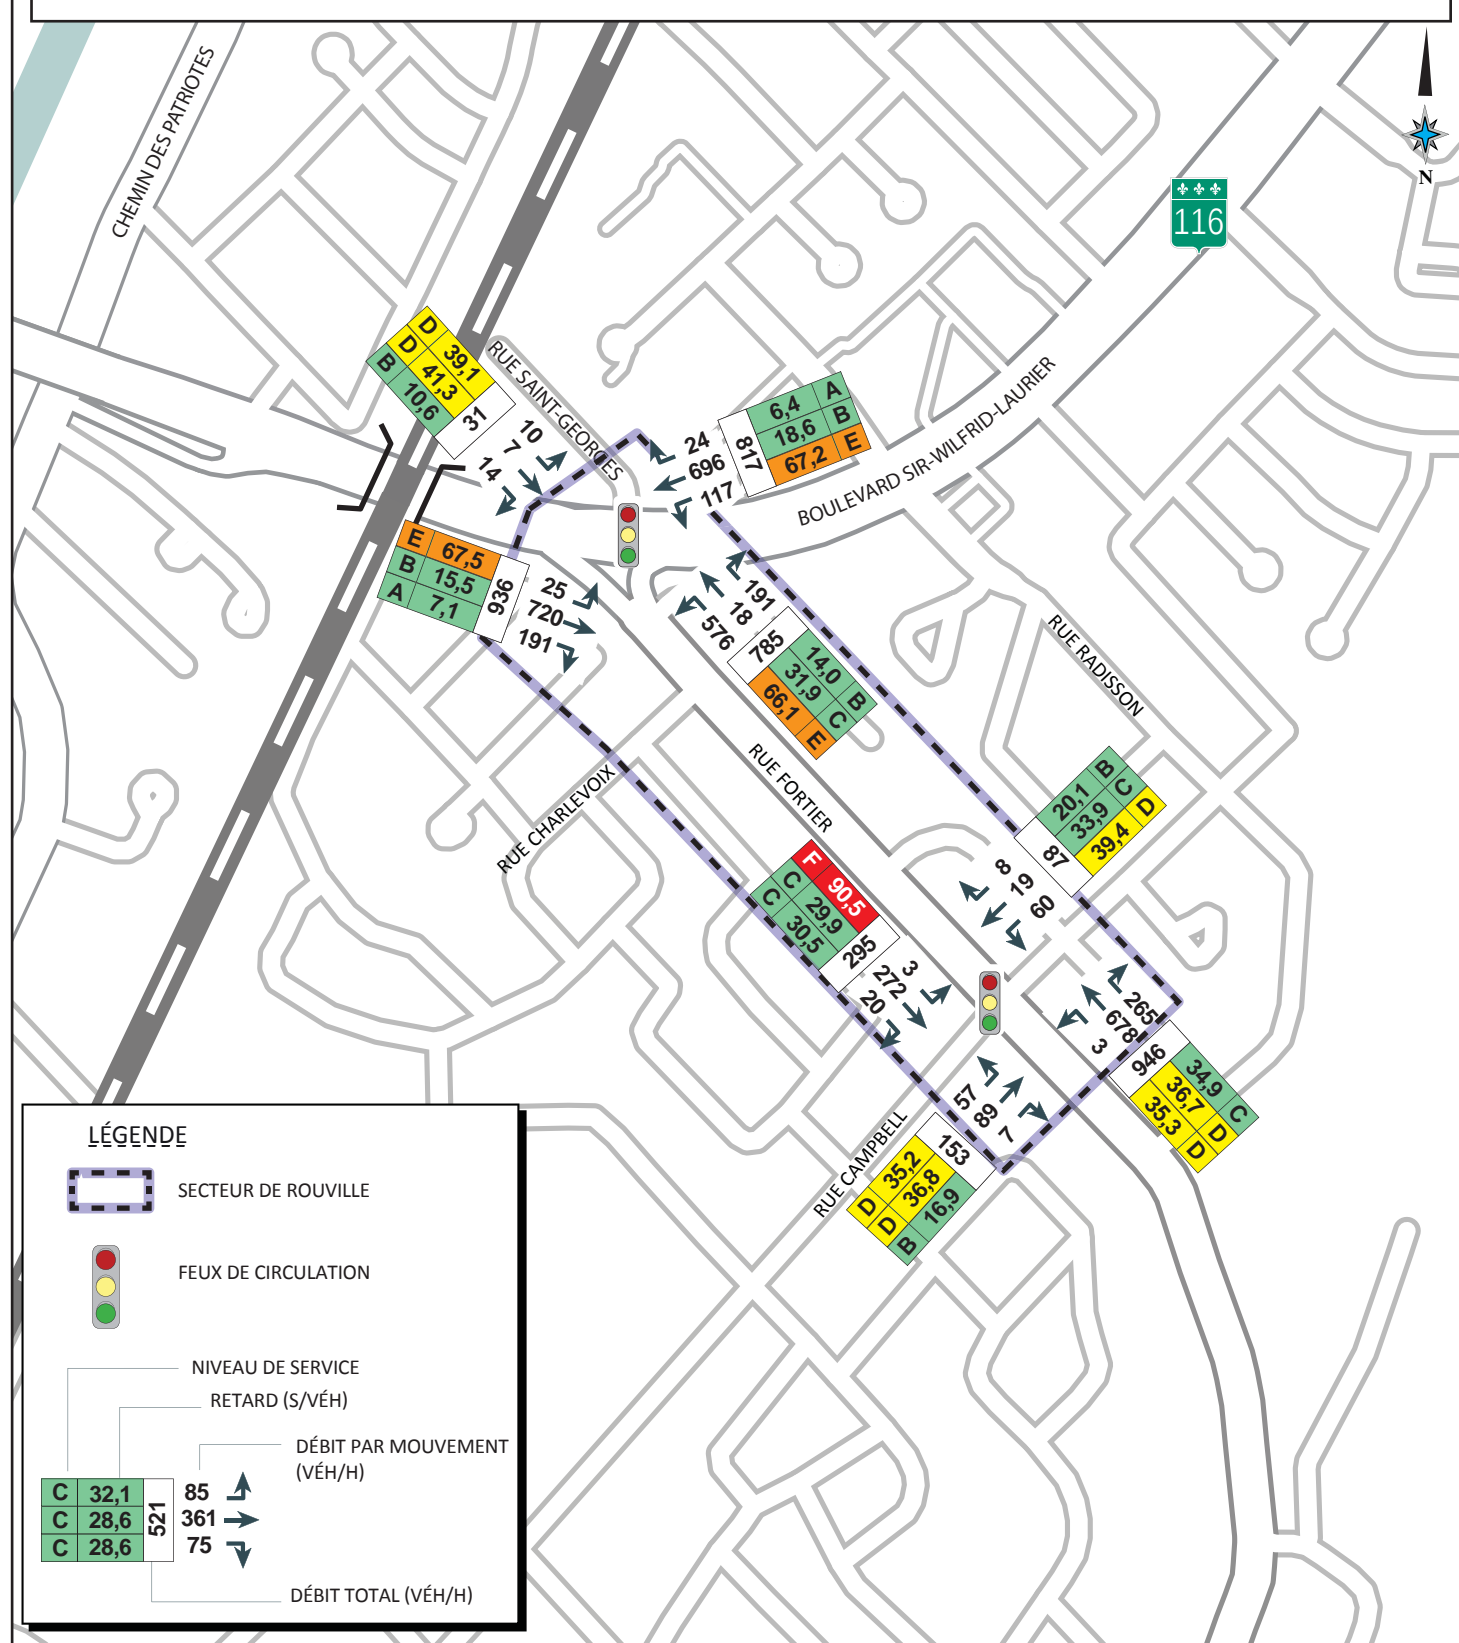 CHEMIN DES PATRIOTES
N
116
RUE SAINT-GEORGES
BOULEVARD SIR-WILFRID-LAURIER
D 39,1
D 41,3
B 10,6
31
10
7
14
24
696
117
817
6,4 A
18,6 B
67,2 E
E 67,5
B 15,5
A 7,1
936
25
720
191
191
18
576
785
14,0 B
31,9 C
66,1 E
RUE RADISSON
RUE FORTIER
RUE CHARLEVOIX
20,1 B
33,9 C
39,4 D
87
8
19
60
F 90,5
C 29,9
C 30,5
295
3
272
20
265
678
3
946
34,9 C
36,7 D
35,3 D
57
89
7
153
D 35,2
D 36,8
B 16,9
RUE CAMPBELL
LÉGENDE
SECTEUR DE ROUVILLE
FEUX DE CIRCULATION
NIVEAU DE SERVICE
RETARD (S/VÉH)
DÉBIT PAR MOUVEMENT
(VÉH/H)
C 32,1
C 28,6
C 28,6
521
85
361
75
DÉBIT TOTAL (VÉH/H)